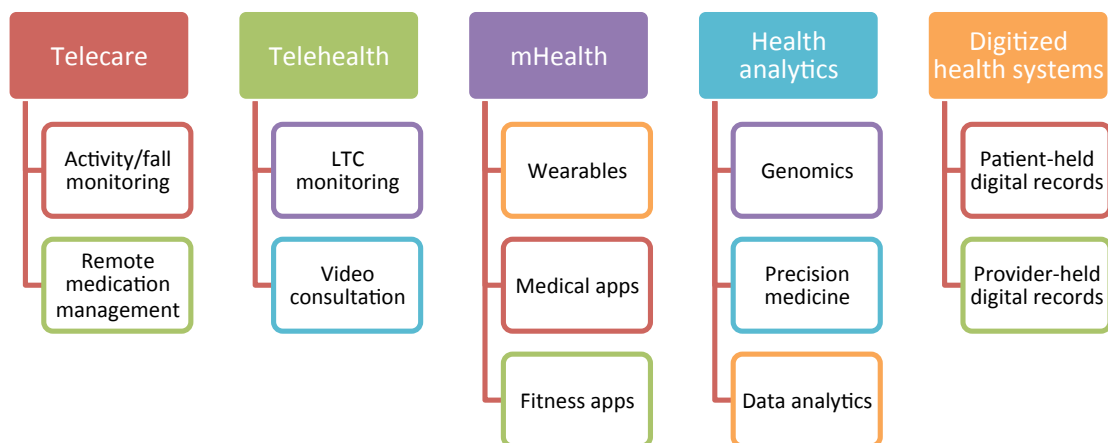 Telecare
Activity/fall
monitoring
Remote
medication
management
Telehealth
LTC
monitoring
Video
consultation
mHealth
Wearables
Medical apps
Fitness apps
Health
analytics
Genomics
Precision
medicine
Data analytics
Digitized
health systems
Patient-held
digital records
Provider-held
digital records